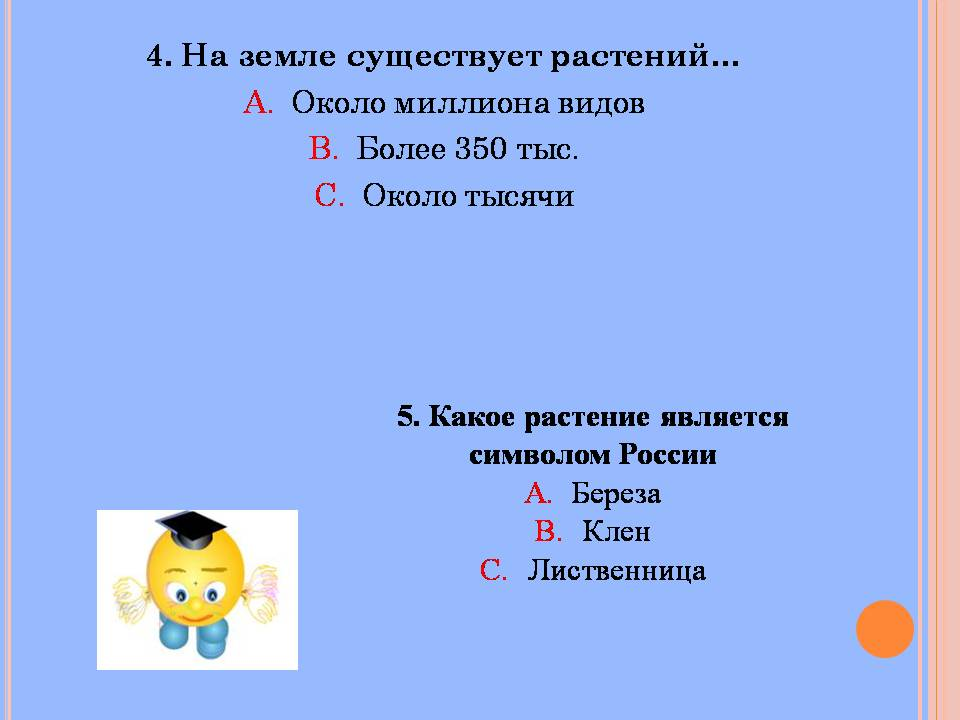 4. На земле существует растений…
A. Около миллиона видов
B. Более 350 тыс.
C. Около тысячи
5. Какое растение является
символом России
A. Береза
B. Клен
C. Лиственница